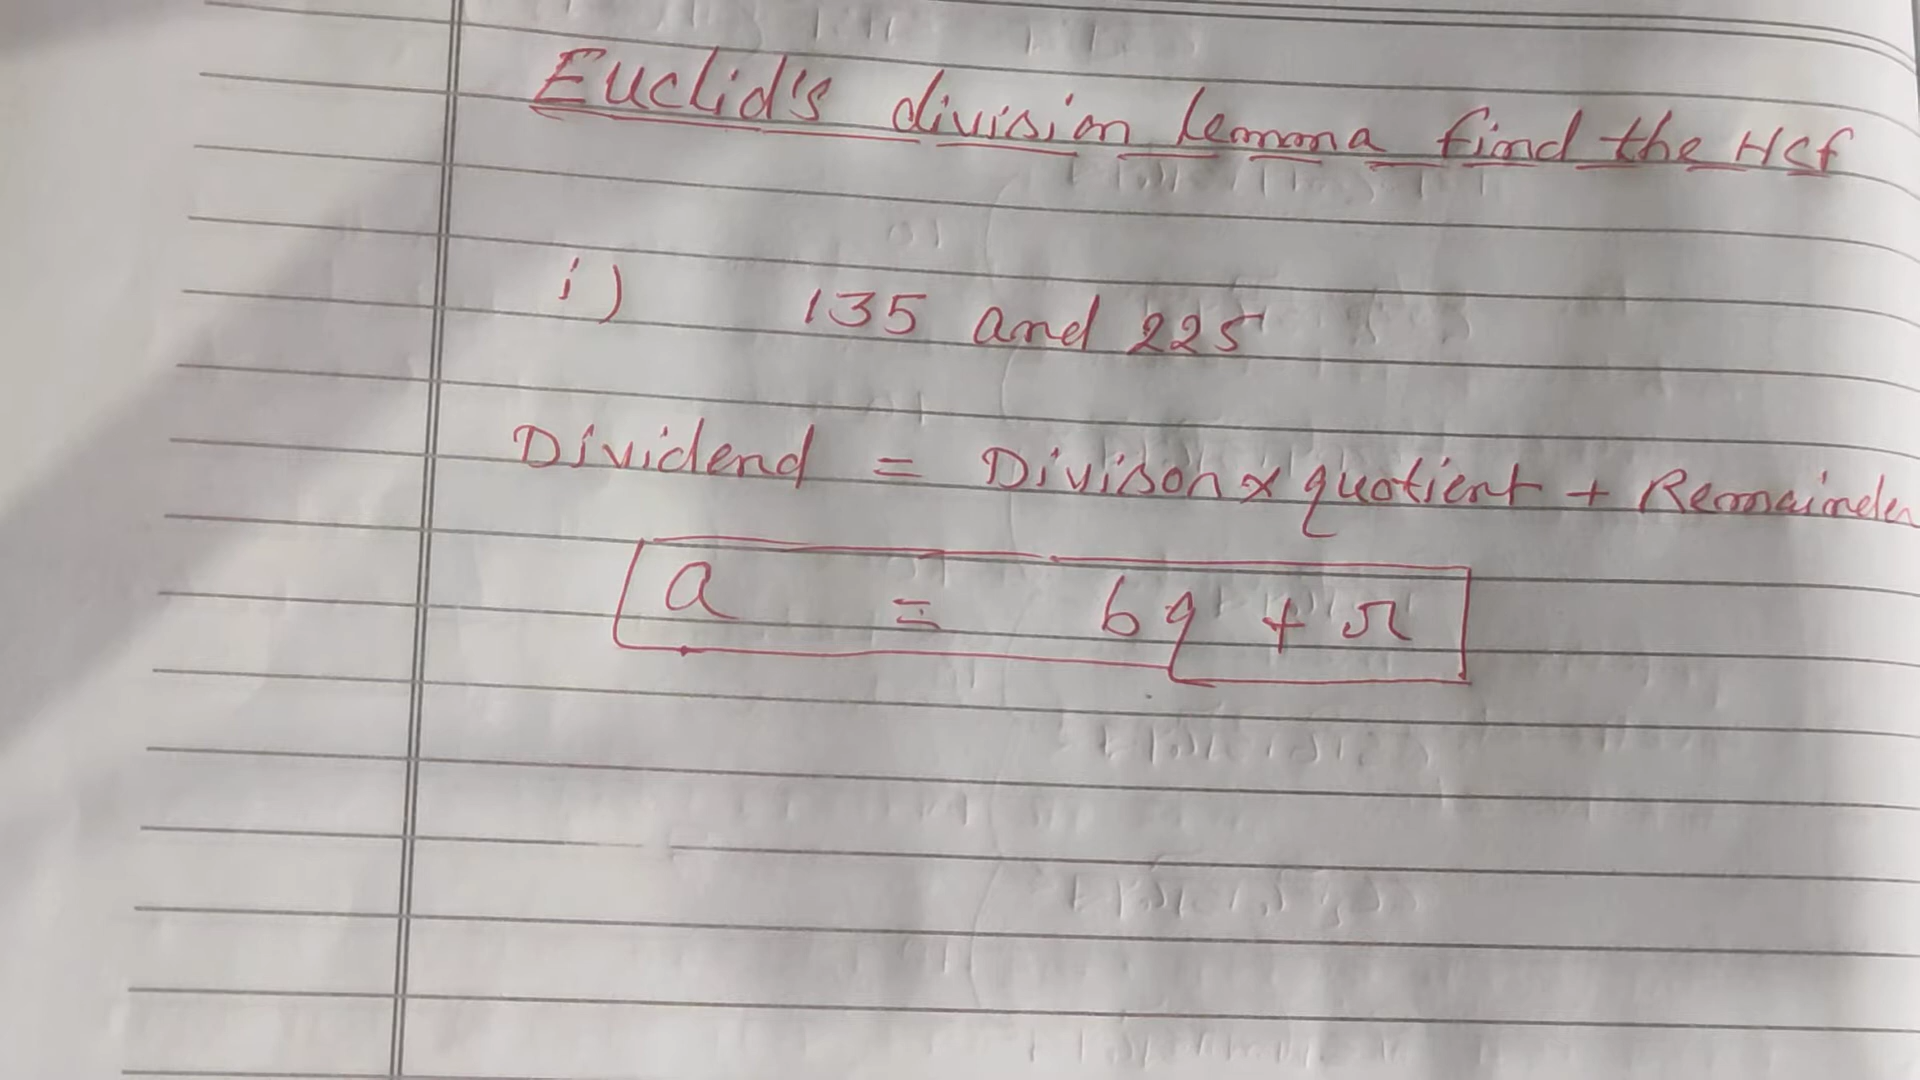 Euclid's division lemma find the HCf
i) 135 and 225
Dividend = Divison x quotient + Remainder
a = bq + r